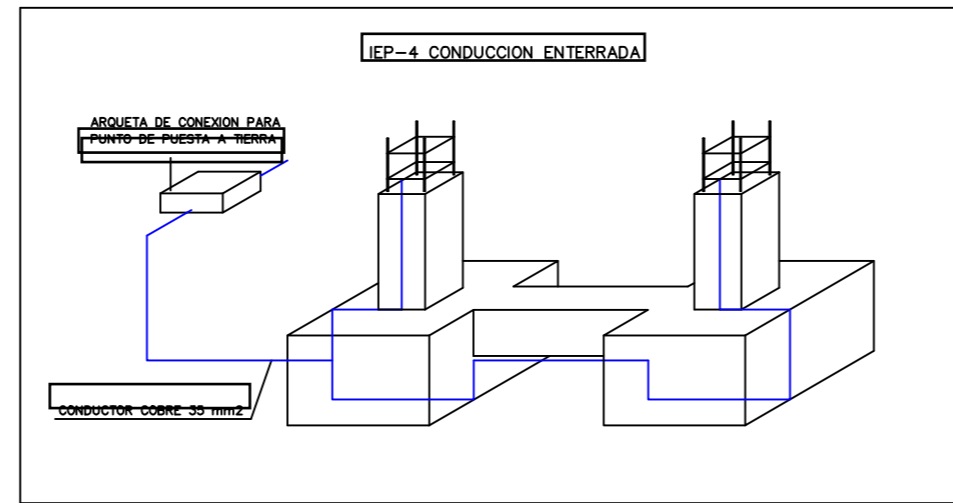 IEP-4 CONDUCCION ENTERRADA
ARQUETA DE CONEXION PARA
PUNTO DE PUESTA A TIERRA
CONDUCTOR COBRE 35 mm2